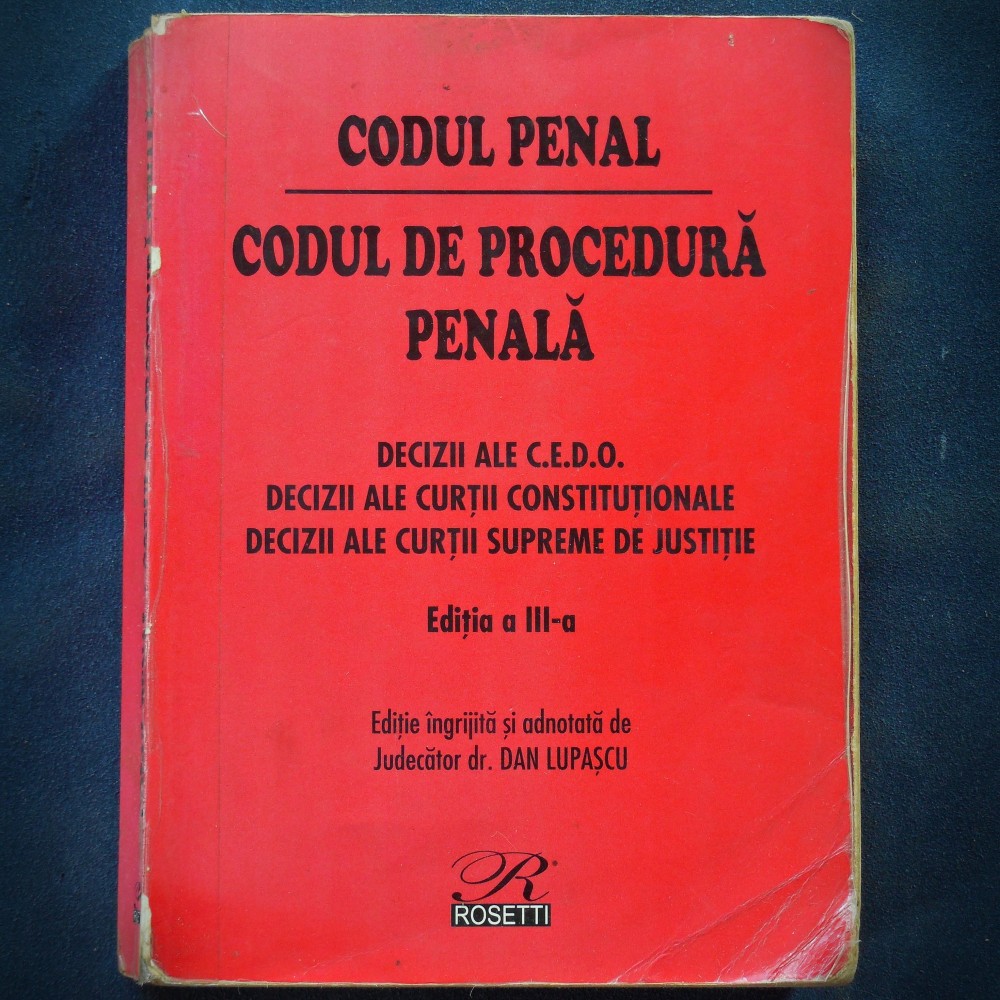 CODUL PENAL
CODUL DE PROCEDURĂ
PENALĂ
DECIZII ALE C.E.D.O.
DECIZII ALE CURȚII CONSTITUȚIONALE
DECIZII ALE CURȚII SUPREME DE JUSTIȚIE
Ediția a III-a
Ediție îngrijită și adnotată de
Judecător dr. DAN LUPAȘCU
R
ROSETTI